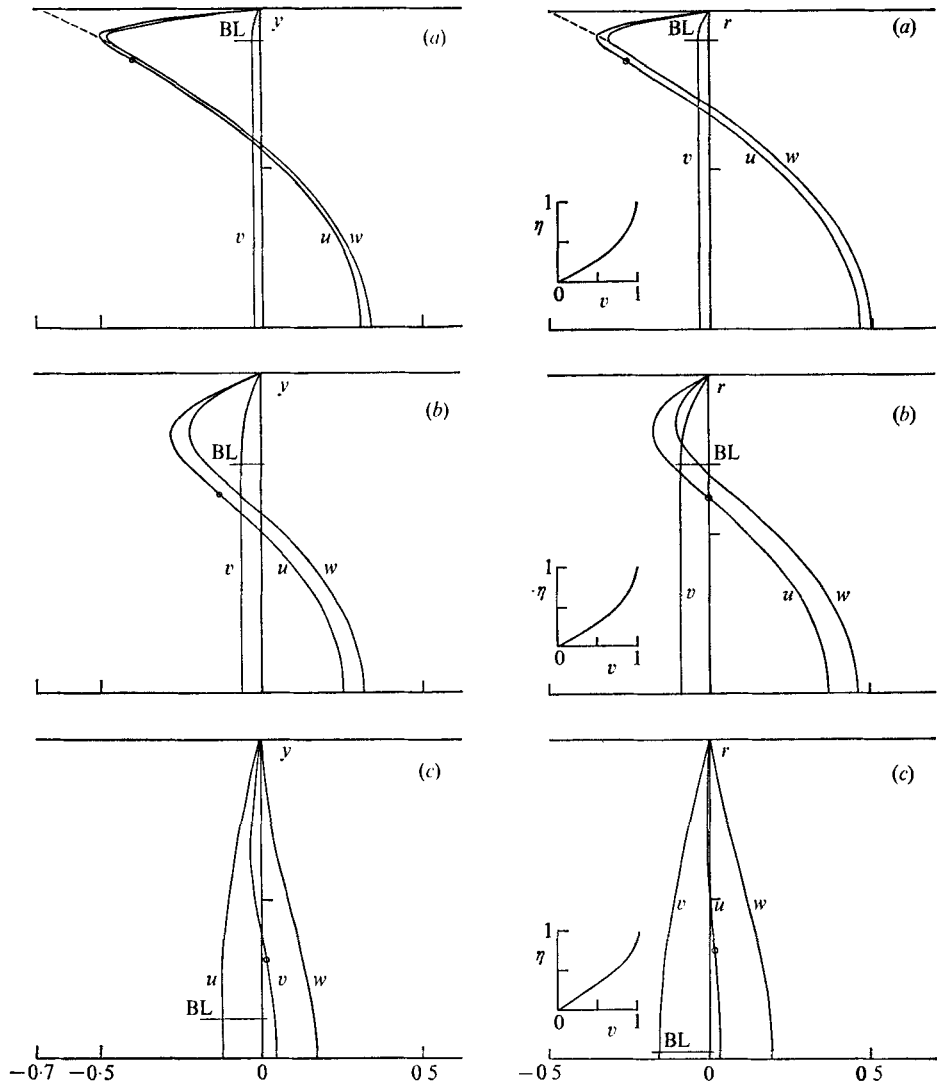 BL y (a)
v u w
BL r (a)
v u w
1
η
0 1
v
y (b)
BL
v u w
r (b)
BL
v u w
1
·η
0 1
v
y (c)
u v w
BL
-0·7 -0·5 0 0 5
r (c)
v u w
1
η
0 1
v
BL
-0 5 0 0 5